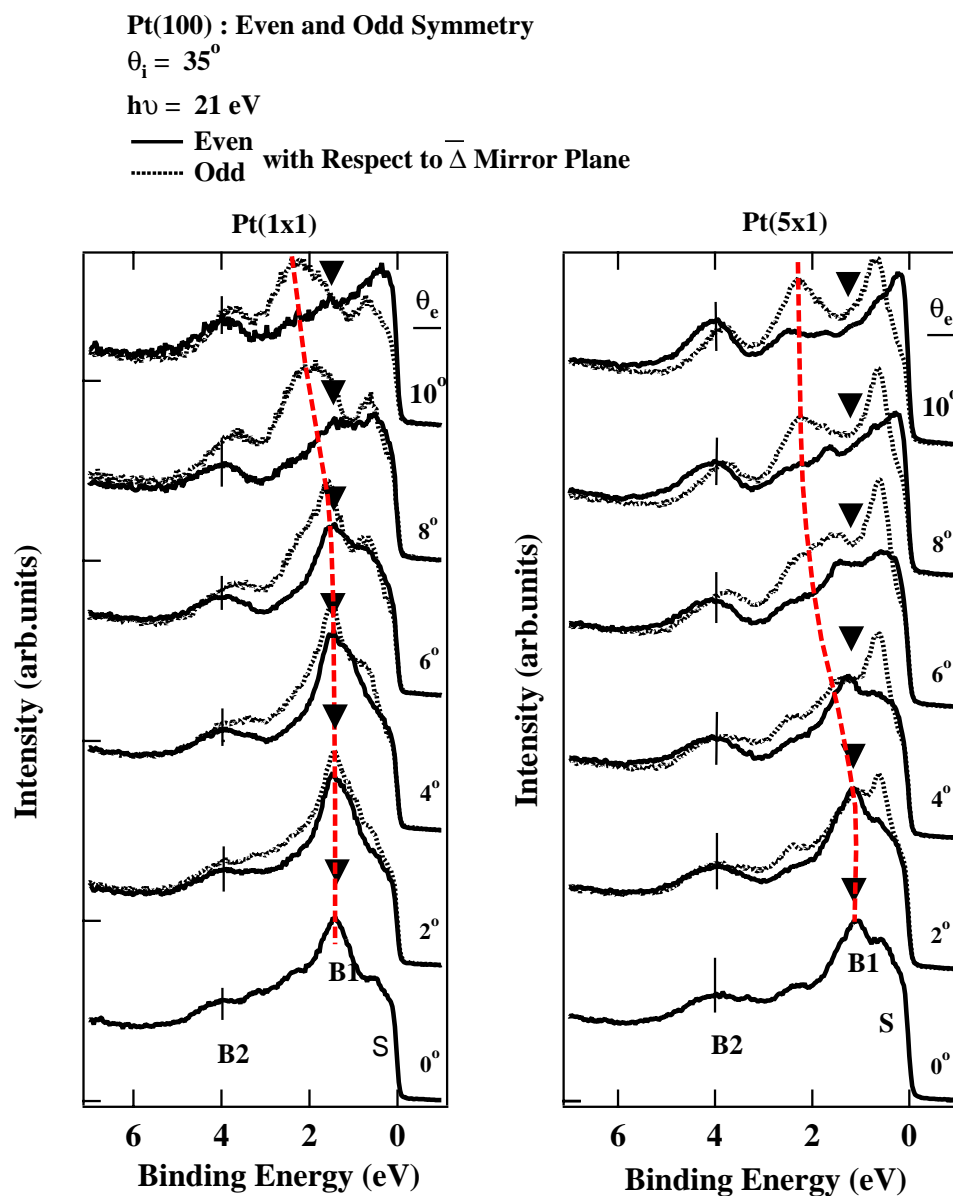 Pt(100) : Even and Odd Symmetry
θi = 35°
hυ = 21 eV
Even
Odd
with Respect to Δ̅ Mirror Plane
Pt(1x1)
θe
10°
8°
6°
4°
2°
0°
B1
B2
S
6 4 2 0
Binding Energy (eV)
Intensity (arb.units)
Pt(5x1)
θe
10°
8°
6°
4°
2°
0°
B1
B2
S
6 4 2 0
Binding Energy (eV)
Intensity (arb.units)